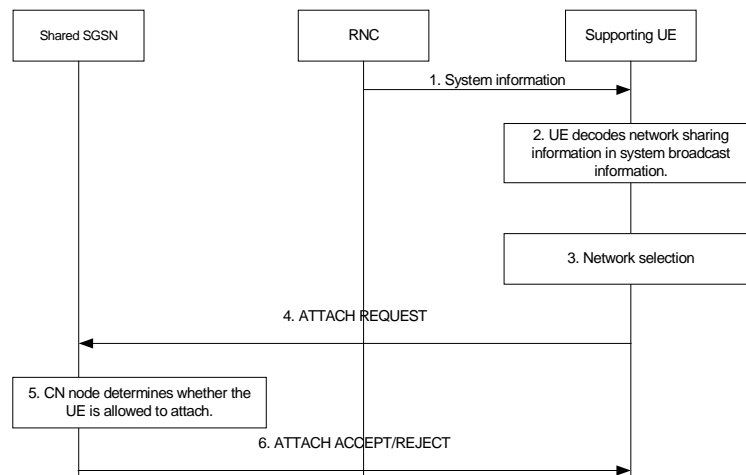 Shared SGSN
RNC
Supporting UE
1. System information
2. UE decodes network sharing
information in system broadcast
information.
3. Network selection
4. ATTACH REQUEST
5. CN node determines whether the
UE is allowed to attach.
6. ATTACH ACCEPT/REJECT